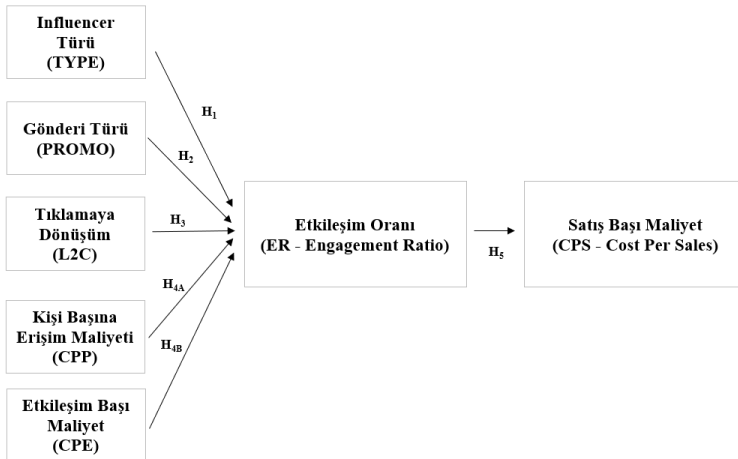 Influencer
Türü
(TYPE)
H1
Gönderi Türü
(PROMO)
H2
Tıklamaya
Dönüşüm
(L2C)
H3
Etkileşim Oranı
(ER - Engagement Ratio)
H5
Satış Başı Maliyet
(CPS - Cost Per Sales)
Kişi Başına
Erişim Maliyeti
(CPP)
H4A
Etkileşim Başı
Maliyet
(CPE)
H4B